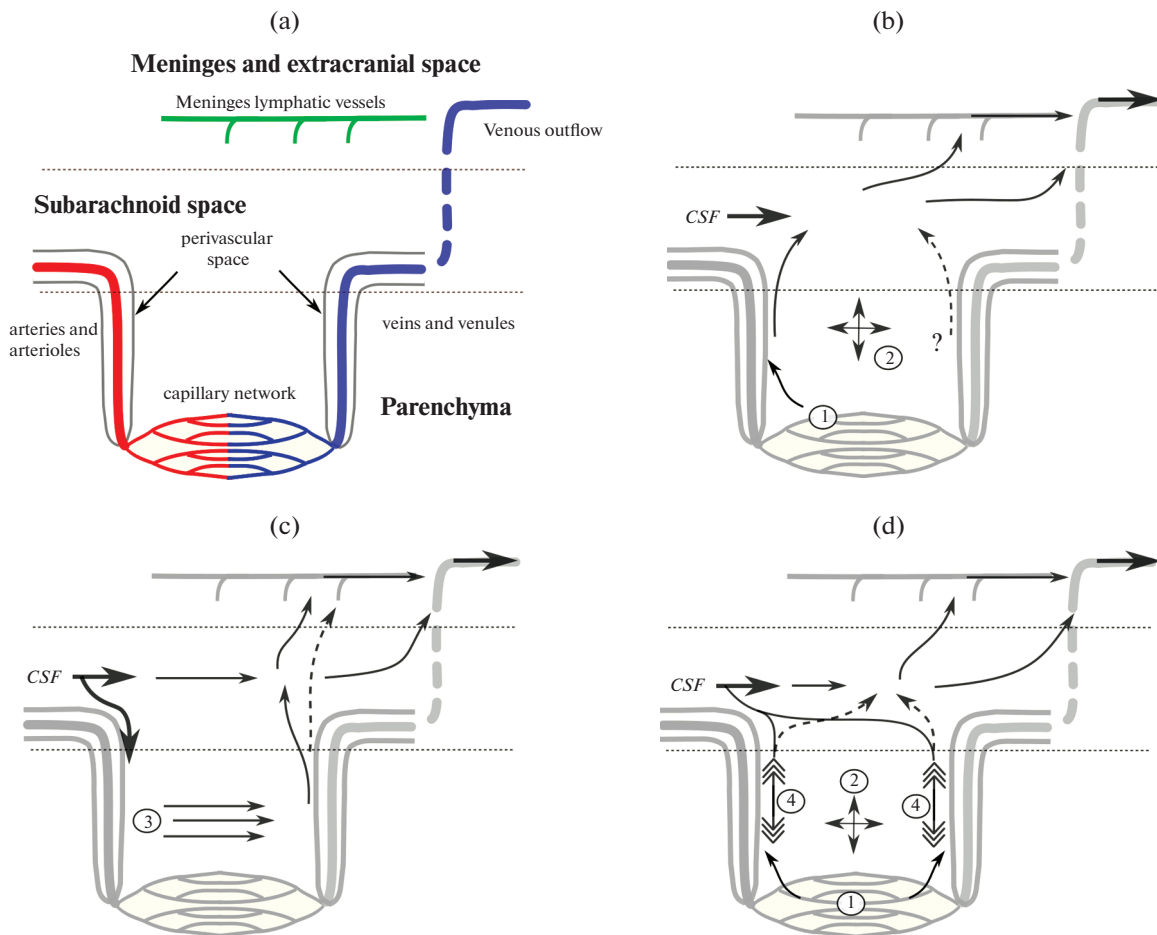 (a)
Meninges and extracranial space
Meninges lymphatic vessels
Venous outflow
Subarachnoid space
perivascular
space
arteries and
arterioles
veins and venules
capillary network
Parenchyma
(b)
CSF
2
?
1
(c)
CSF
3
(d)
CSF
2
4
4
1